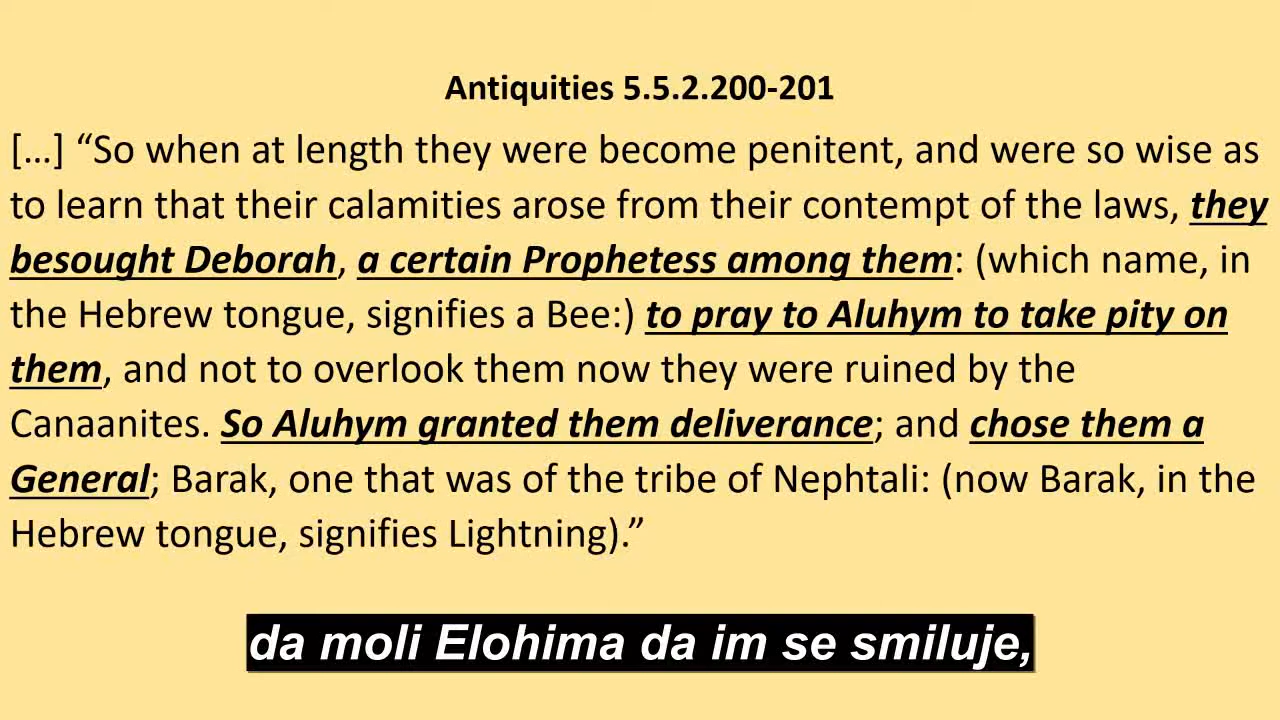 Antiquities 5.5.2.200-201
[…] “So when at length they were become penitent, and were so wise as
to learn that their calamities arose from their contempt of the laws, they
besought Deborah, a certain Prophetess among them: (which name, in
the Hebrew tongue, signifies a Bee:) to pray to Aluhym to take pity on
them, and not to overlook them now they were ruined by the
Canaanites. So Aluhym granted them deliverance; and chose them a
General; Barak, one that was of the tribe of Nephtali: (now Barak, in the
Hebrew tongue, signifies Lightning).”
da moli Elohima da im se smiluje,